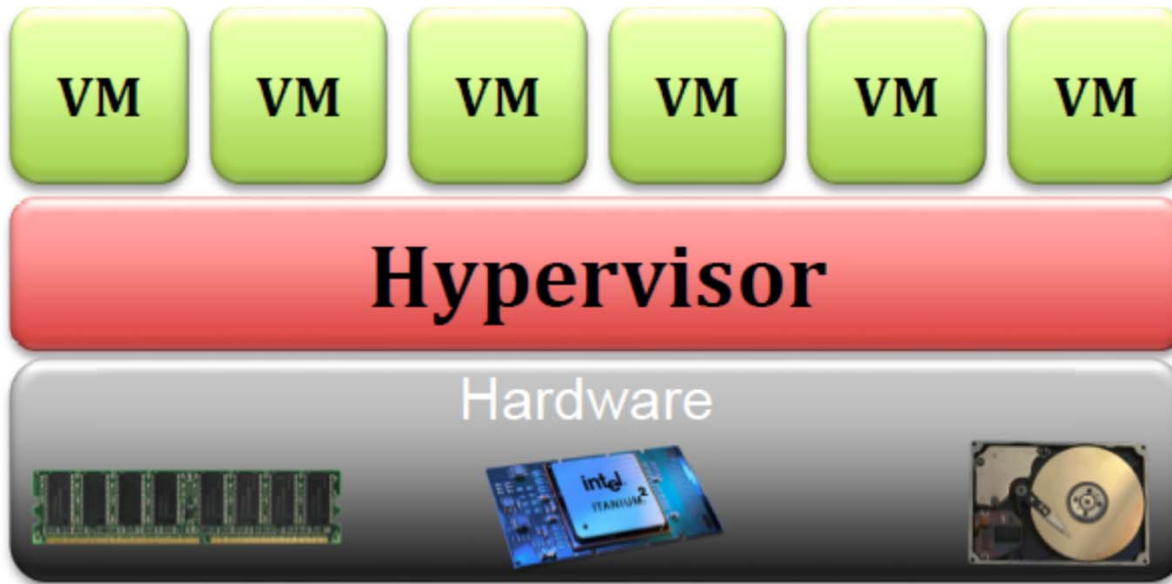 VM VM VM VM VM VM
Hypervisor
Hardware
intel
ITANIUM 2